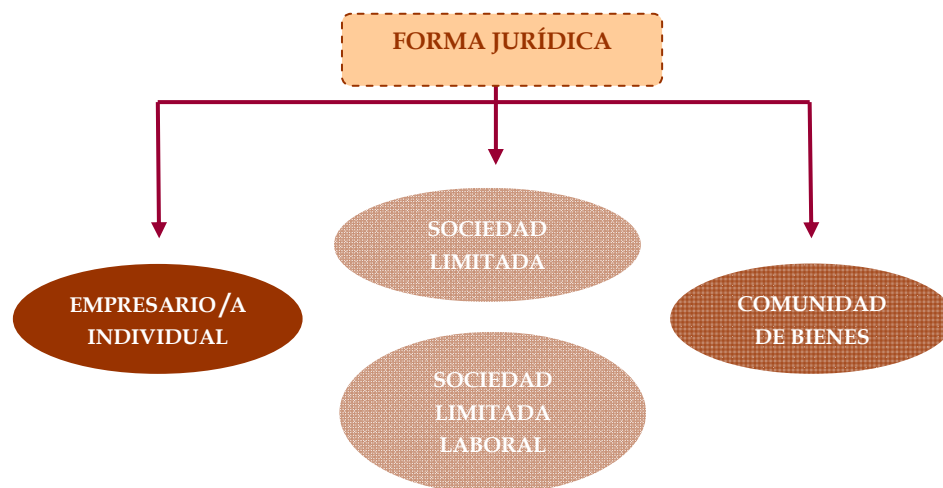 FORMA JURÍDICA
SOCIEDAD
LIMITADA
EMPRESARIO/A
INDIVIDUAL
COMUNIDAD
DE BIENES
SOCIEDAD
LIMITADA
LABORAL